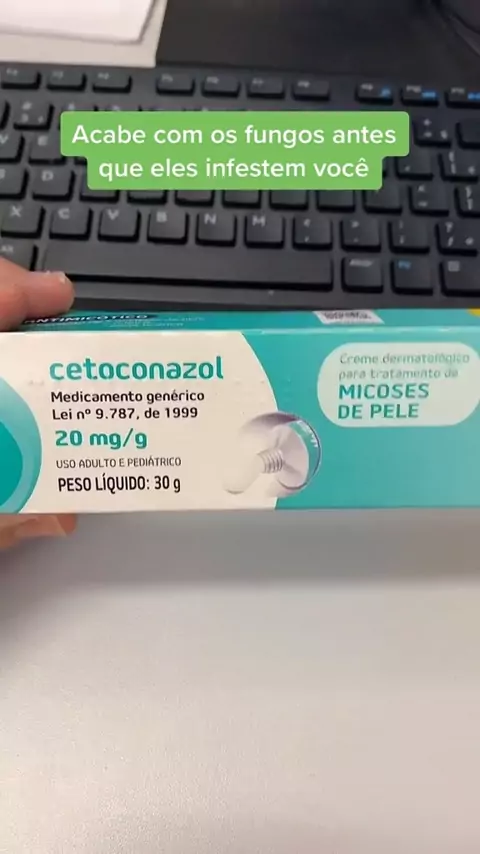 Acabe com os fungos antes
que eles infestem você
ANTIMICÓTICO
cetoconazol
Medicamento genérico
Lei nº 9.787, de 1999
20 mg/g
USO ADULTO E PEDIÁTRICO
PESO LÍQUIDO: 30 g
Creme dermatológico
para tratamento de
MICOSES
DE PELE